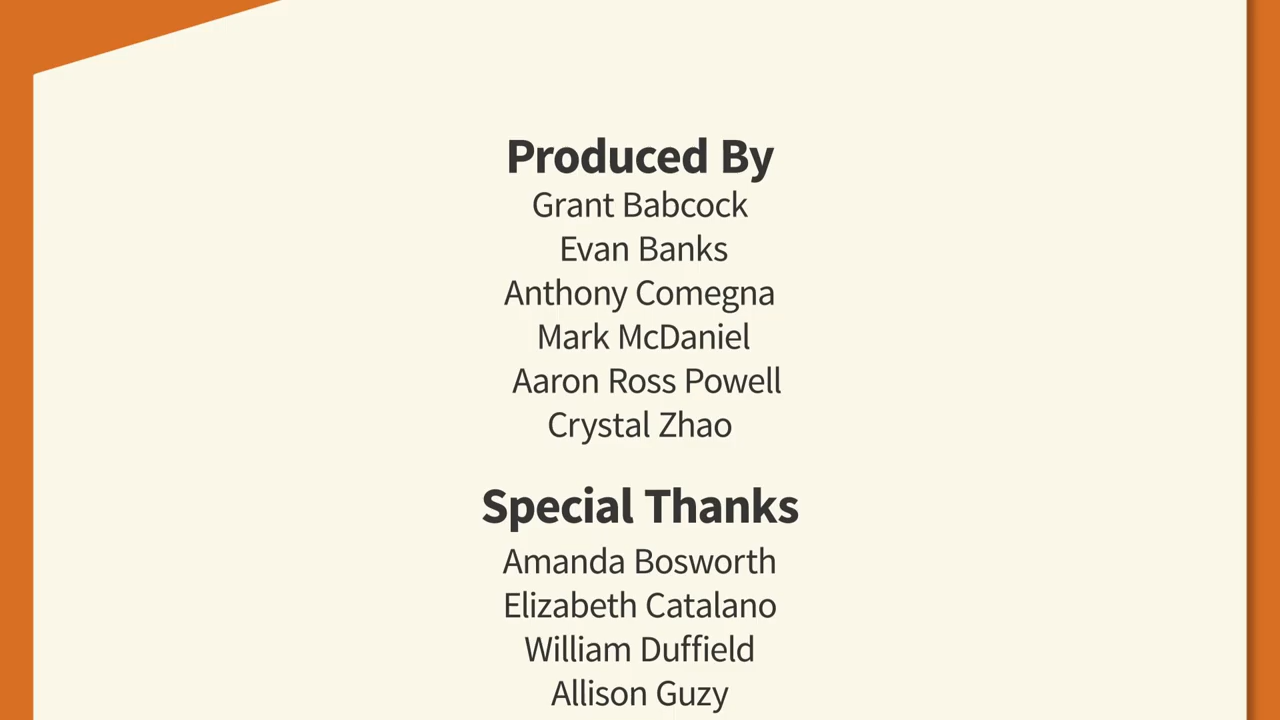 Produced By
Grant Babcock
Evan Banks
Anthony Comegna
Mark McDaniel
Aaron Ross Powell
Crystal Zhao
Special Thanks
Amanda Bosworth
Elizabeth Catalano
William Duffield
Allison Guzy